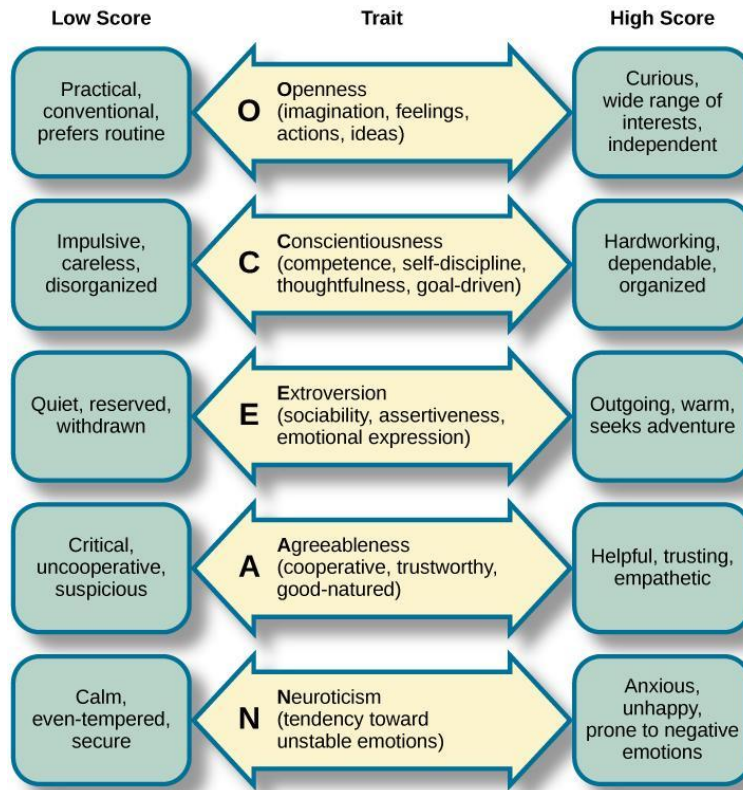 Low Score
Trait
High Score
Practical,
conventional,
prefers routine
O
Openness
(imagination, feelings,
actions, ideas)
Curious,
wide range of
interests,
independent
Impulsive,
careless,
disorganized
C
Conscientiousness
(competence, self-discipline,
thoughtfulness, goal-driven)
Hardworking,
dependable,
organized
Quiet, reserved,
withdrawn
E
Extroversion
(sociability, assertiveness,
emotional expression)
Outgoing, warm,
seeks adventure
Critical,
uncooperative,
suspicious
A
Agreeableness
(cooperative, trustworthy,
good-natured)
Helpful, trusting,
empathetic
Calm,
even-tempered,
secure
N
Neuroticism
(tendency toward
unstable emotions)
Anxious,
unhappy,
prone to negative
emotions